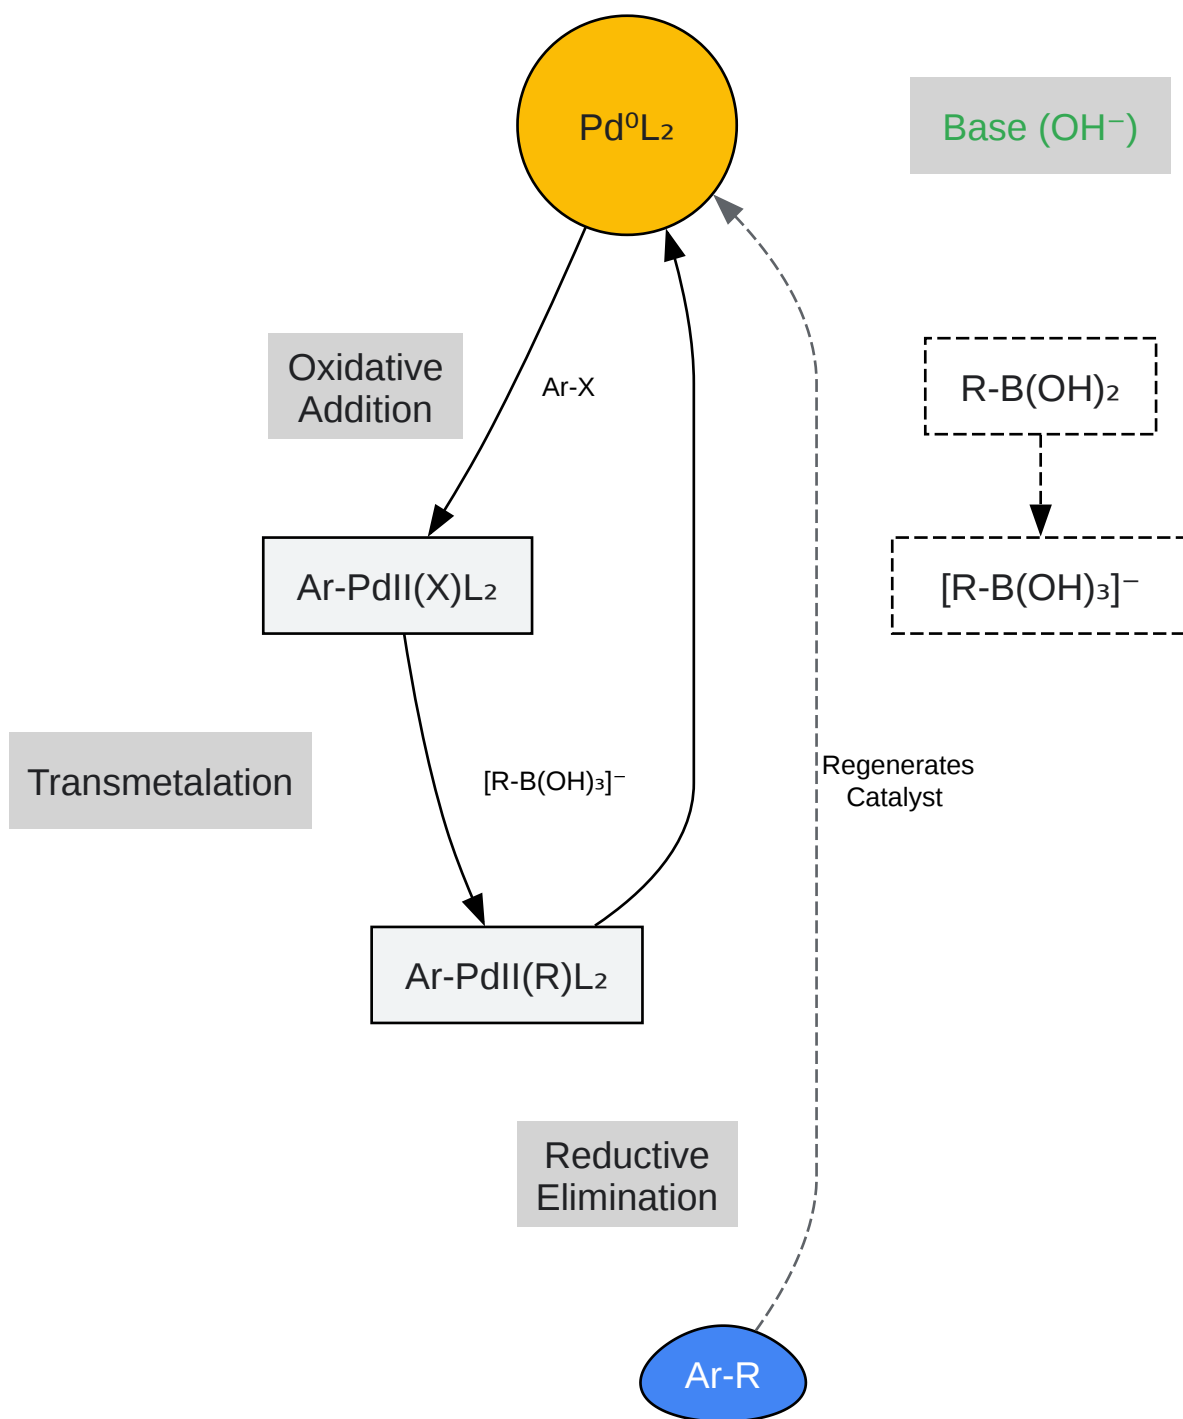 Pd⁰L₂
Base (OH⁻)
Oxidative
Addition
Ar-X
R-B(OH)₂
Ar-PdII(X)L₂
[R-B(OH)₃]⁻
Transmetalation
[R-B(OH)₃]⁻
Regenerates
Catalyst
Ar-PdII(R)L₂
Reductive
Elimination
Ar-R